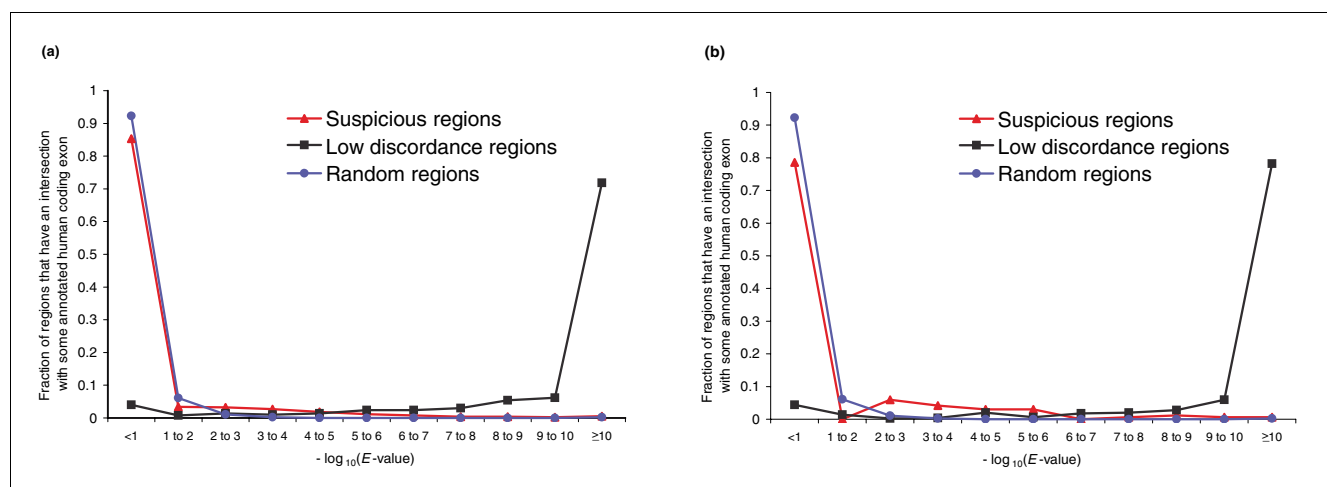 (a)
Fraction of regions that have an intersection
with some annotated human coding exon
1
0.9
0.8
0.7
0.6
0.5
0.4
0.3
0.2
0.1
0
Suspicious regions
Low discordance regions
Random regions
<1 1 to 2 2 to 3 3 to 4 4 to 5 5 to 6 6 to 7 7 to 8 8 to 9 9 to 10 ≥10
- log10(E-value)
(b)
Fraction of regions that have an intersection
with some annotated human coding exon
1
0.9
0.8
0.7
0.6
0.5
0.4
0.3
0.2
0.1
0
Suspicious regions
Low discordance regions
Random regions
<1 1 to 2 2 to 3 3 to 4 4 to 5 5 to 6 6 to 7 7 to 8 8 to 9 9 to 10 ≥10
- log10(E-value)